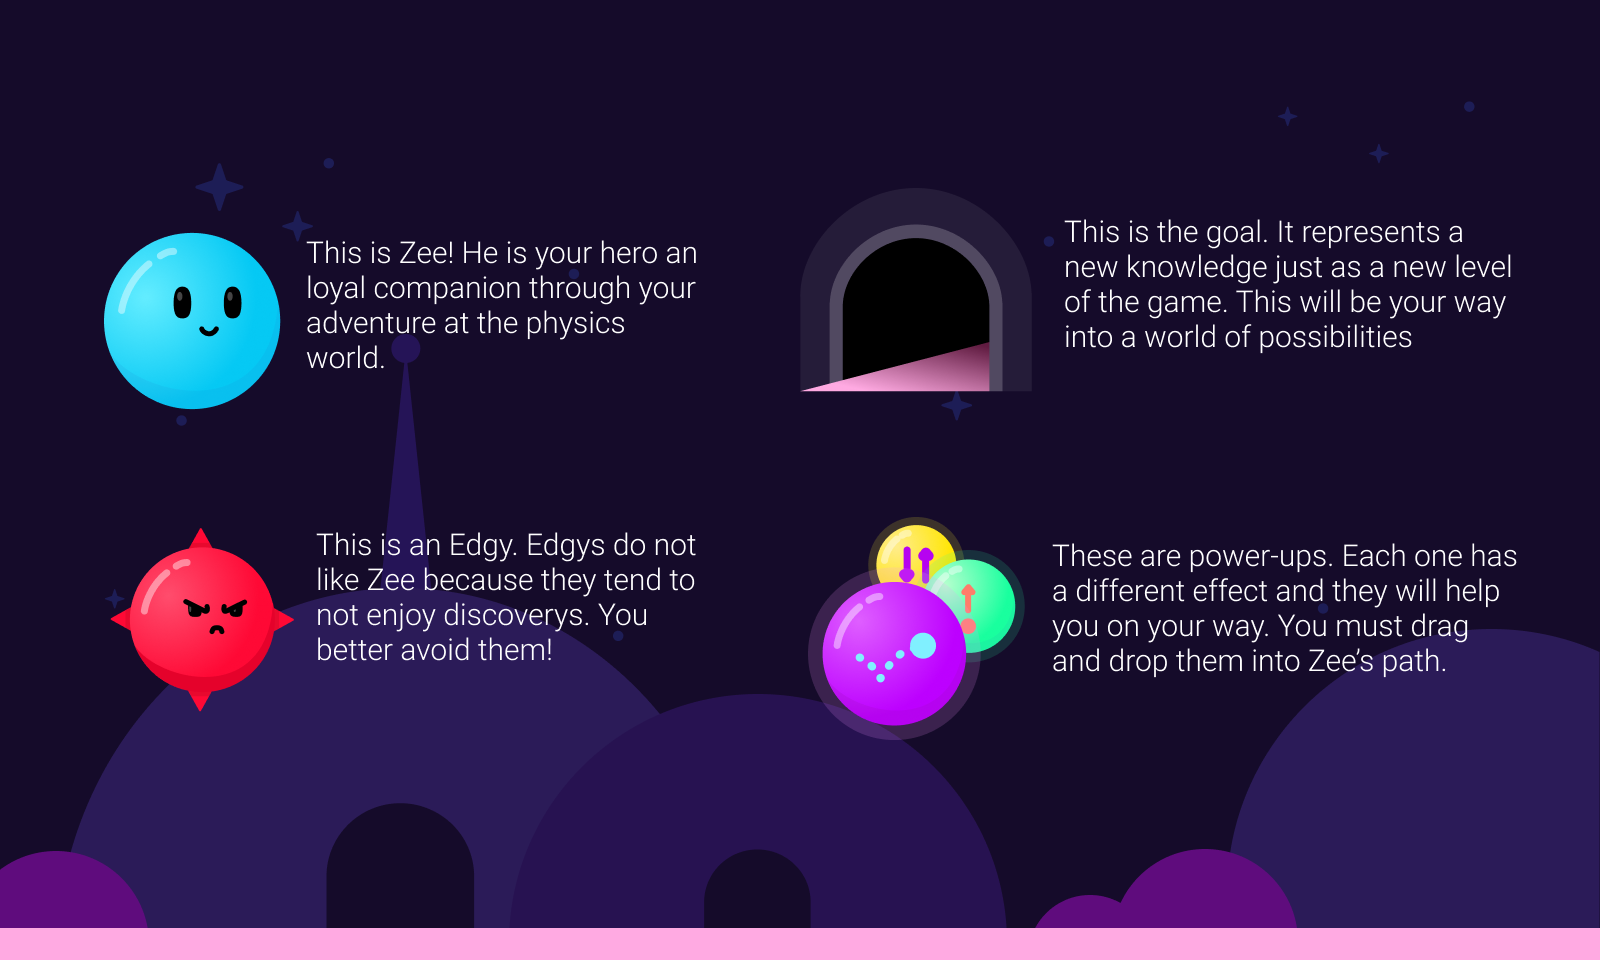 This is Zee! He is your hero an
loyal companion through your
adventure at the physics
world.
This is the goal. It represents a
new knowledge just as a new level
of the game. This will be your way
into a world of possibilities
This is an Edgy. Edgys do not
like Zee because they tend to
not enjoy discoverys. You
better avoid them!
These are power-ups. Each one has
a different effect and they will help
you on your way. You must drag
and drop them into Zee’s path.